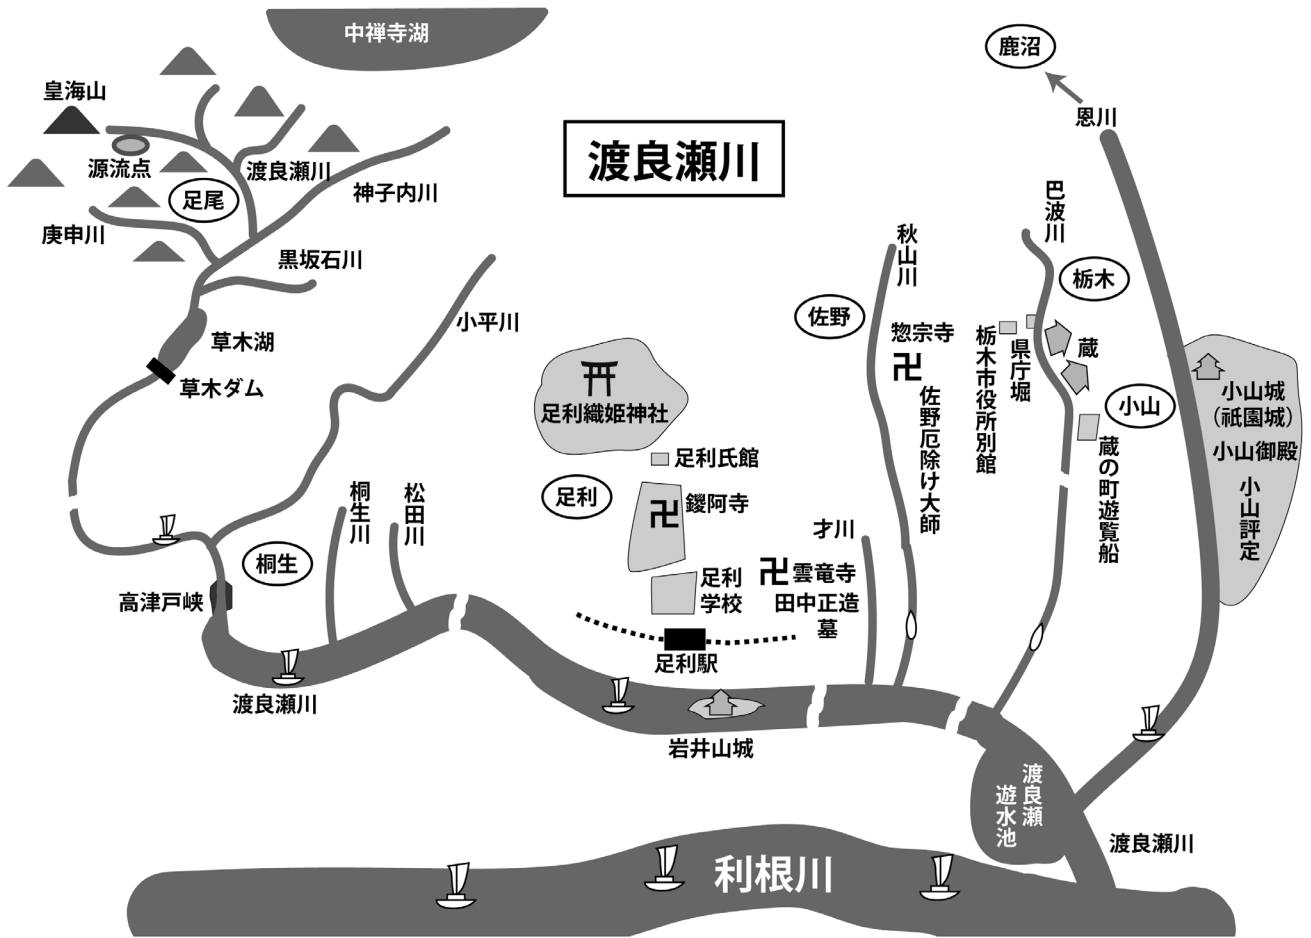 中禅寺湖
鹿沼
皇海山
恩川
渡良瀬川
源流点
渡良瀬川
神子内川
足尾
巴波川
庚申川
秋山川
黒坂石川
栃木
小平川
佐野
草木湖
惣宗寺
栃木市役所別館
県庁堀
蔵
草木ダム
佐野厄除け大師
小山
小山城
(祇園城)
足利織姫神社
小山御殿
足利氏館
蔵の町遊覧船
小山評定
桐生川
松田川
足利
鑁阿寺
才川
桐生
雲竜寺
足利
学校
田中正造
墓
高津戸峡
足利駅
渡良瀬川
岩井山城
渡良瀬
遊水池
渡良瀬川
利根川